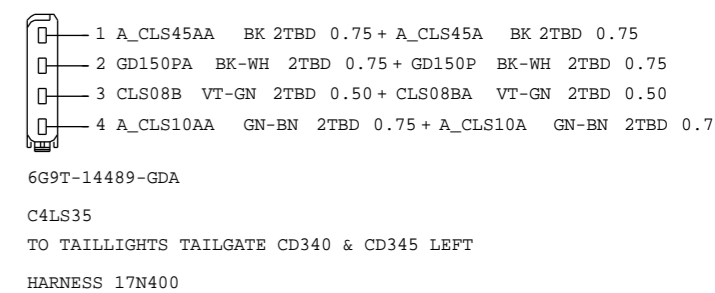 1 A_CLS45AA BK 2TBD 0.75 + A_CLS45A BK 2TBD 0.75
2 GD150PA BK-WH 2TBD 0.75 + GD150P BK-WH 2TBD 0.75
3 CLS08B VT-GN 2TBD 0.50 + CLS08BA VT-GN 2TBD 0.50
4 A_CLS10AA GN-BN 2TBD 0.75 + A_CLS10A GN-BN 2TBD 0.7
6G9T-14489-GDA
C4LS35
TO TAILLIGHTS TAILGATE CD340 & CD345 LEFT
HARNESS 17N400